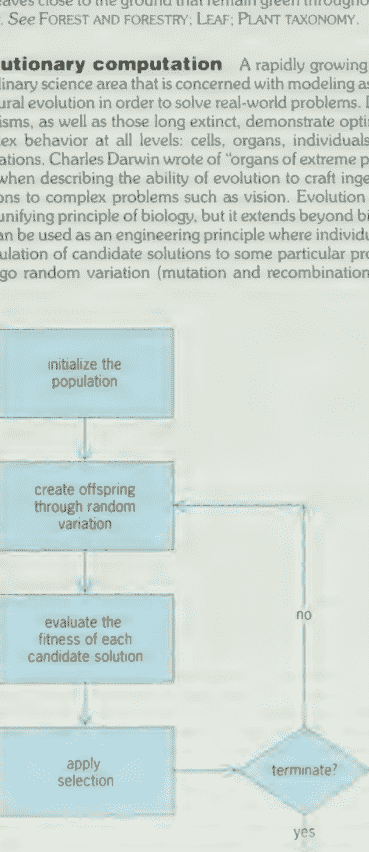 eaves close to the ground that remain green throughou
See FOREST AND FORESTRY; LEAF; PLANT TAXONOMY.
utionary computation A rapidly growing
linary science area that is concerned with modeling as
ural evolution in order to solve real-world problems.
isms, as well as those long extinct, demonstrate opti
ex behavior at all levels: cells, organs, individuals
ations. Charles Darwin wrote of “organs of extreme p
when describing the ability of evolution to craft inge
ons to complex problems such as vision. Evolution
unifying principle of biology, but it extends beyond bi
an be used as an engineering principle where individu
ulation of candidate solutions to some particular pro
go random variation (mutation and recombination
initialize the
population
create offspring
through random
variation
no
evaluate the
fitness of each
candidate solution
apply
selection
terminate?
yes